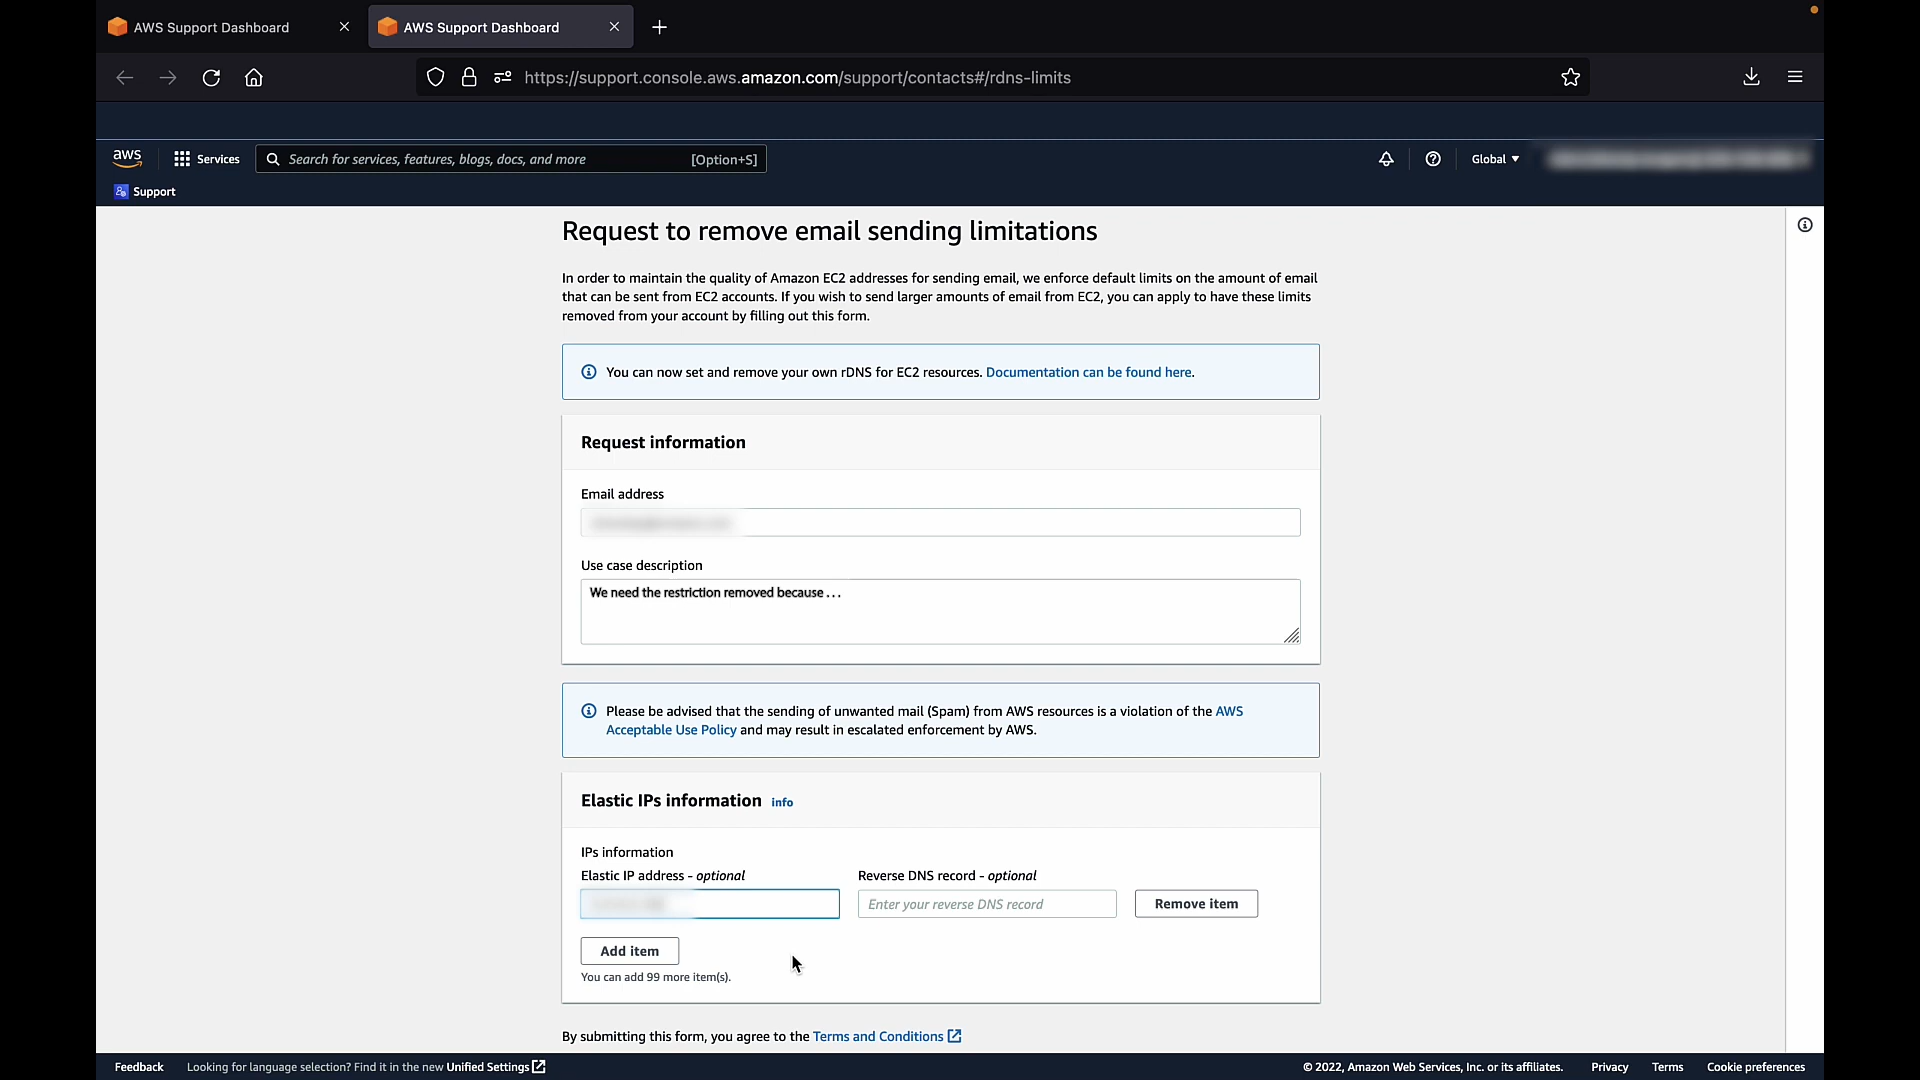 AWS Support Dashboard
AWS Support Dashboard
https://support.console.aws.amazon.com/support/contacts#/rdns-limits
aws
Services
Search for services, features, blogs, docs, and more
[Option+S]
Global
Support
Request to remove email sending limitations
In order to maintain the quality of Amazon EC2 addresses for sending email, we enforce default limits on the amount of email
that can be sent from EC2 accounts. If you wish to send larger amounts of email from EC2, you can apply to have these limits
removed from your account by filling out this form.
You can now set and remove your own rDNS for EC2 resources. Documentation can be found here.
Request information
Email address
Use case description
We need the restriction removed because ...
Please be advised that the sending of unwanted mail (Spam) from AWS resources is a violation of the AWS
Acceptable Use Policy and may result in escalated enforcement by AWS.
Elastic IPs information info
IPs information
Elastic IP address - optional
Reverse DNS record - optional
Enter your reverse DNS record
Remove item
Add item
You can add 99 more item(s).
By submitting this form, you agree to the Terms and Conditions
Feedback
Looking for language selection? Find it in the new Unified Settings
© 2022, Amazon Web Services, Inc. or its affiliates.
Privacy
Terms
Cookie preferences